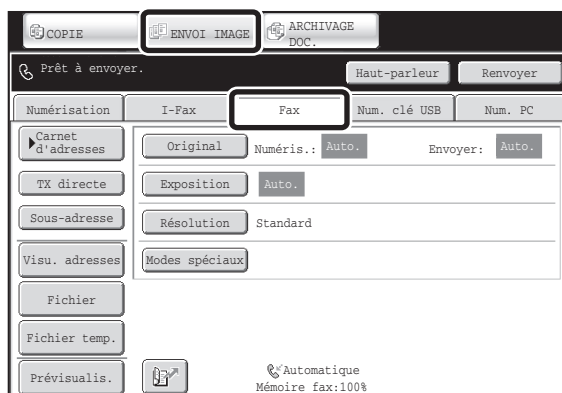 COPIE
ENVOI IMAGE
ARCHIVAGE
DOC.
Prêt à envoyer.
Haut-parleur
Renvoyer
Numérisation
I-Fax
Fax
Num. clé USB
Num. PC
Carnet
d'adresses
Original
Numéris.: Auto.
Envoyer: Auto.
TX directe
Exposition
Auto.
Sous-adresse
Résolution
Standard
Visu. adresses
Modes spéciaux
Fichier
Fichier temp.
Prévisualis.
Automatique
Mémoire fax:100%